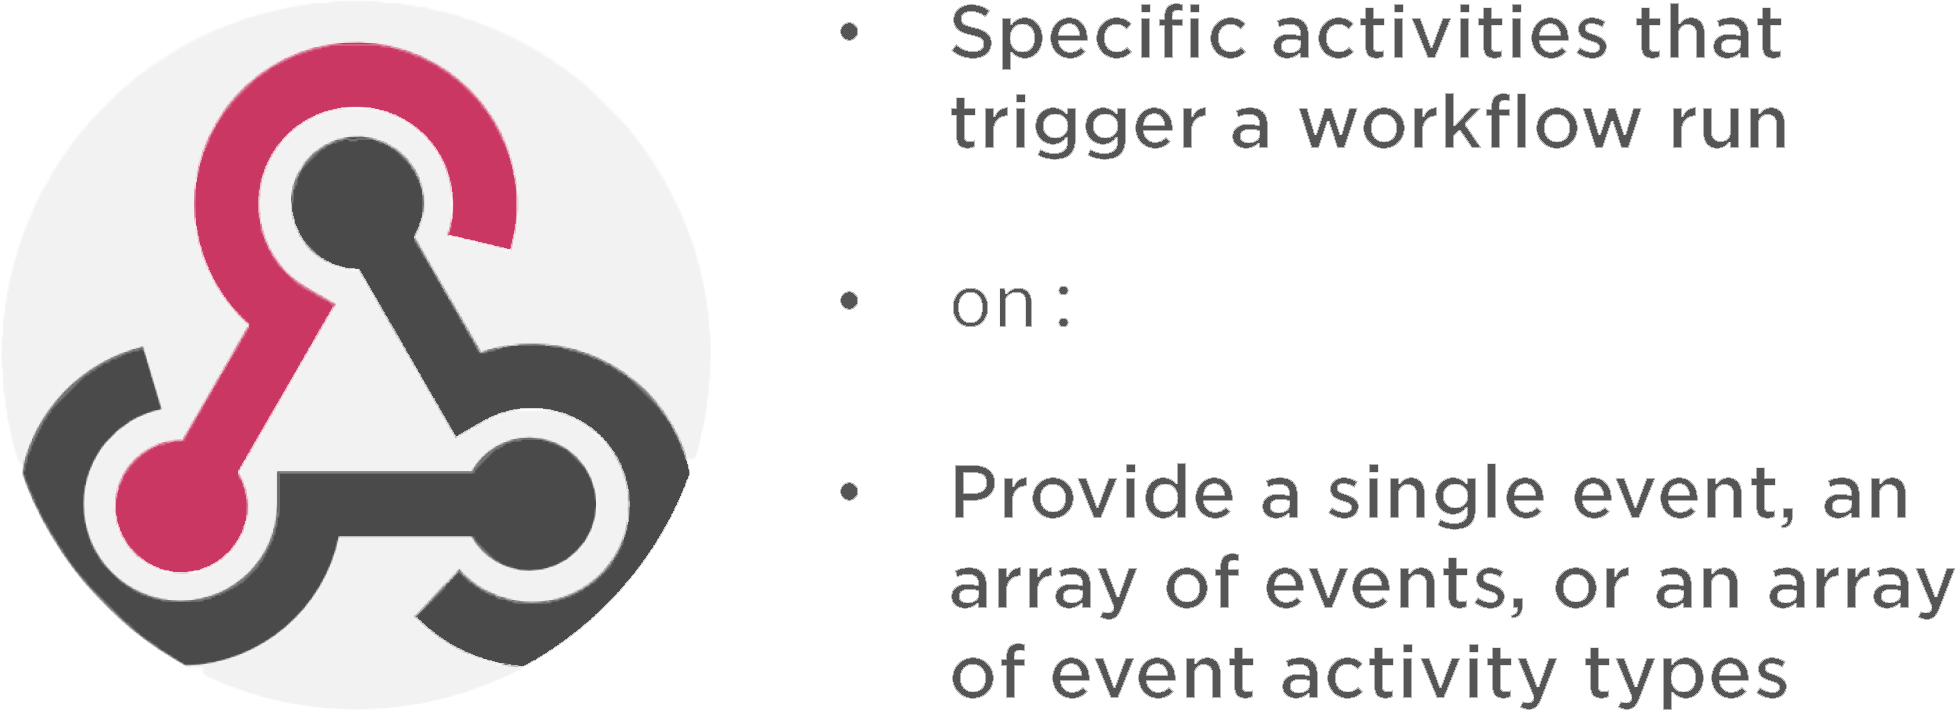 • Specific activities that
trigger a workflow run
• on:
• Provide a single event, an
array of events, or an array
of event activity types